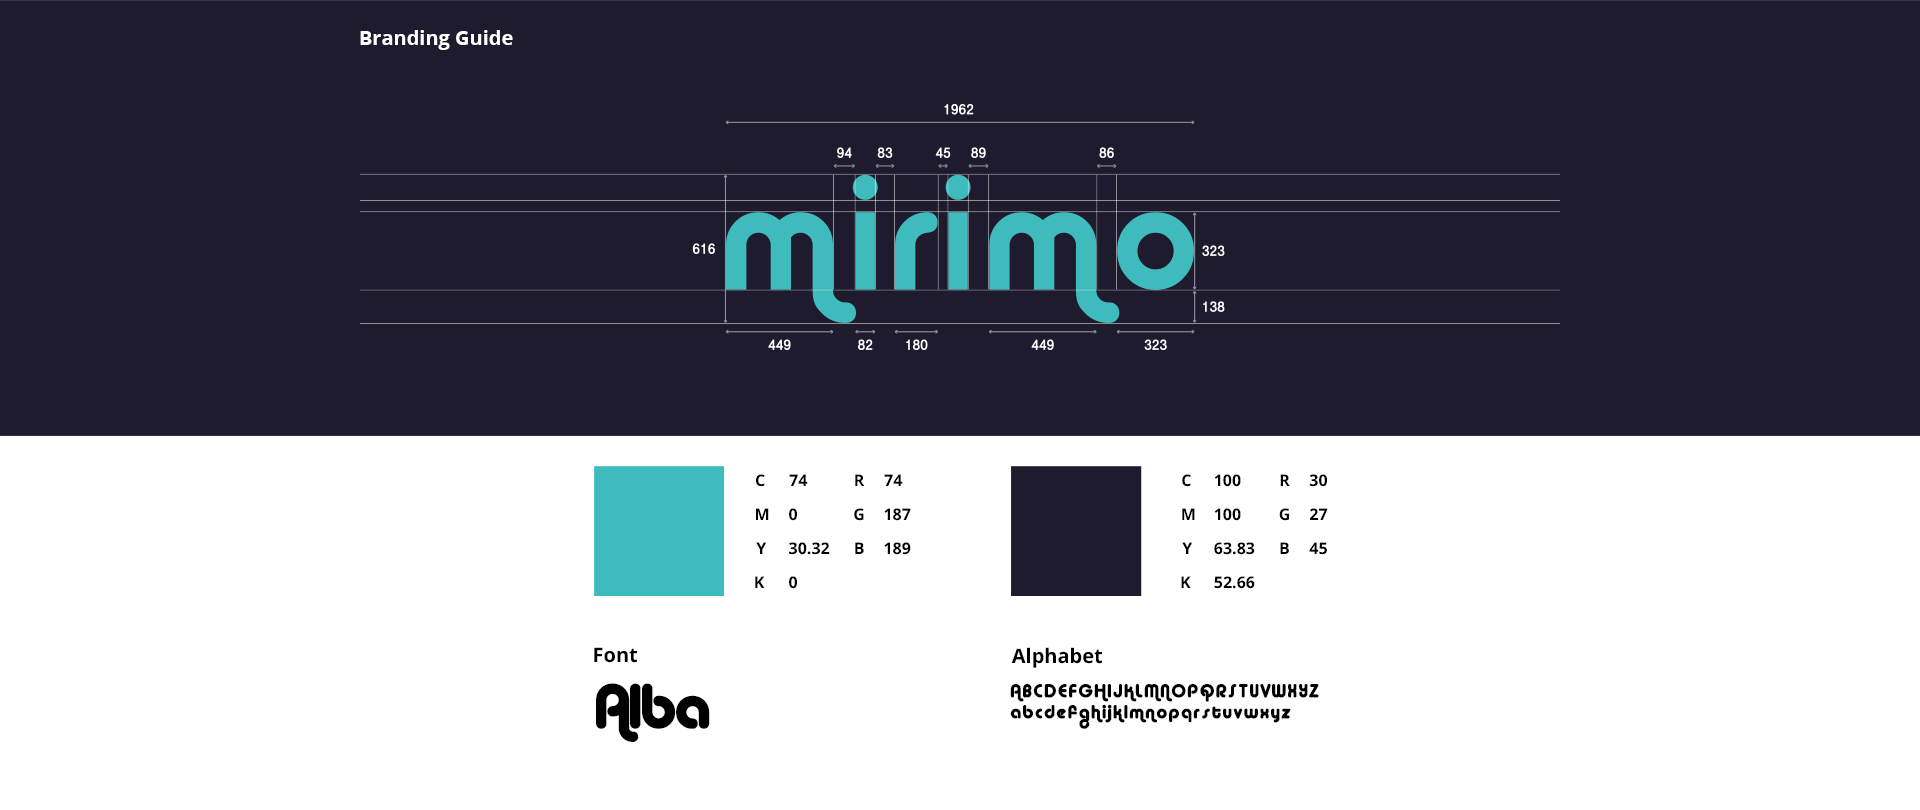 Branding Guide
1962
94 83 45 89 86
mirimo
616
323
138
449 82 180 449 323
C 74 R 74
M 0 G 187
Y 30.32 B 189
K 0
C 100 R 30
M 100 G 27
Y 63.83 B 45
K 52.66
Font
Alba
Alphabet
ABCDEFGHIJKLMNOPQRSTUVWXYZ
abcdefghijklmnopqrstuvwxyz